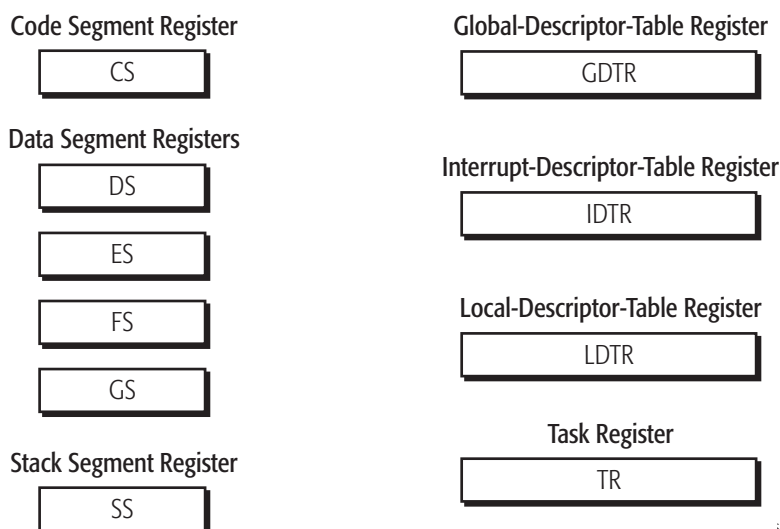 Code Segment Register
CS
Data Segment Registers
DS
ES
FS
GS
Stack Segment Register
SS
Global-Descriptor-Table Register
GDTR
Interrupt-Descriptor-Table Register
IDTR
Local-Descriptor-Table Register
LDTR
Task Register
TR